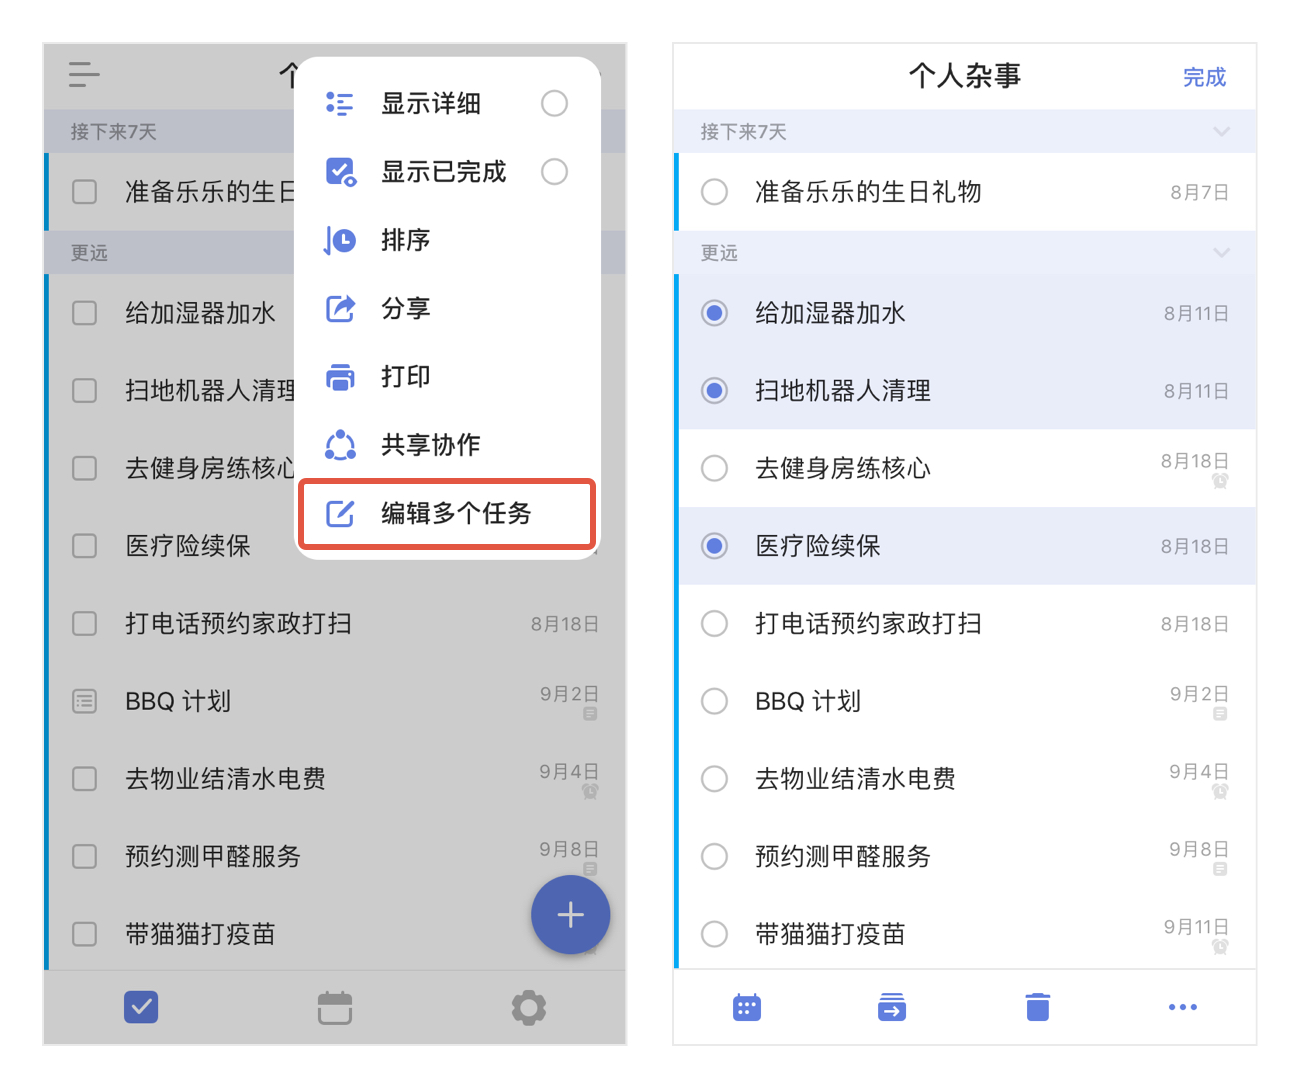 个
接下来7天
准备乐乐的生日
更远
给加湿器加水
扫地机器人清理
去健身房练核心
医疗险续保
打电话预约家政打扫
8月18日
BBQ 计划
9月2日
去物业结清水电费
9月4日
预约测甲醛服务
9月8日
带猫猫打疫苗
显示详细
显示已完成
排序
分享
打印
共享协作
编辑多个任务
个人杂事
完成
接下来7天
准备乐乐的生日礼物
8月7日
更远
给加湿器加水
8月11日
扫地机器人清理
8月11日
去健身房练核心
8月18日
医疗险续保
8月18日
打电话预约家政打扫
8月18日
BBQ 计划
9月2日
去物业结清水电费
9月4日
预约测甲醛服务
9月8日
带猫猫打疫苗
9月11日